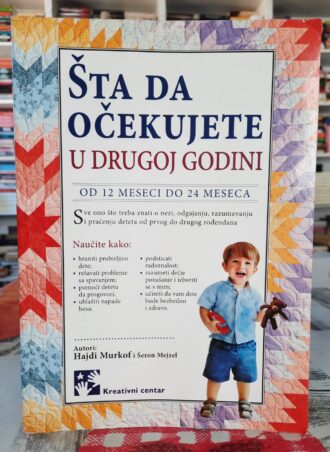 ŠTA DA
OČEKUJETE
U DRUGOJ GODINI
OD 12 MESECI DO 24 MESECA
Sve ono što treba znati o nezi, odgajanju, razumevanju
i praćenju deteta od prvog do drugog rođendana
Naučite kako:
• hraniti probirljivo
dete;
• rešavati probleme
sa spavanjem;
• pomoći detetu
da progovori;
• ublažiti napade
besa;
• podsticati
radoznalost;
• razumeti dečje
ponašanje i izboriti
se s njim;
• učiniti da vam dete
bude bezbedno
i zdravo.
Autori:
Hajdi Murkof i Šeron Mejzel
Kreativni centar